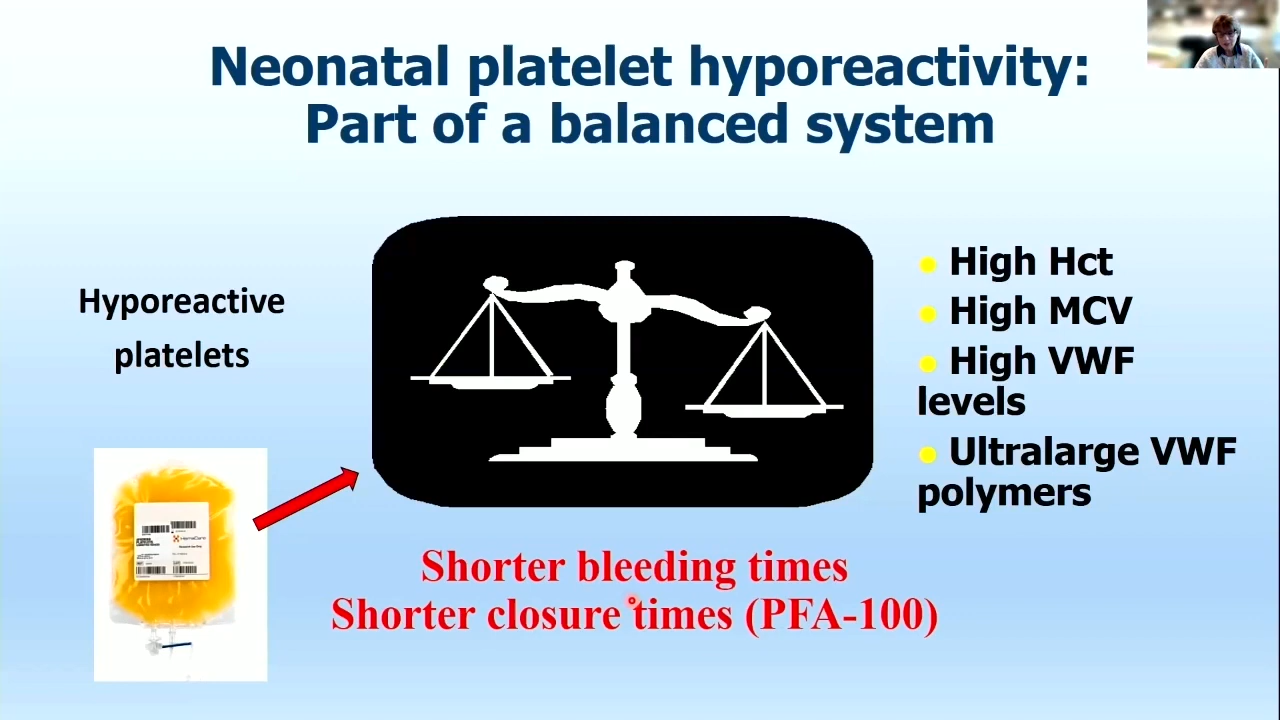 Neonatal platelet hyporeactivity:
Part of a balanced system
Hyporeactive
platelets
● High Hct
● High MCV
● High VWF
levels
● Ultralarge VWF
polymers
HemaCare
Shorter bleeding times
Shorter closure times (PFA-100)